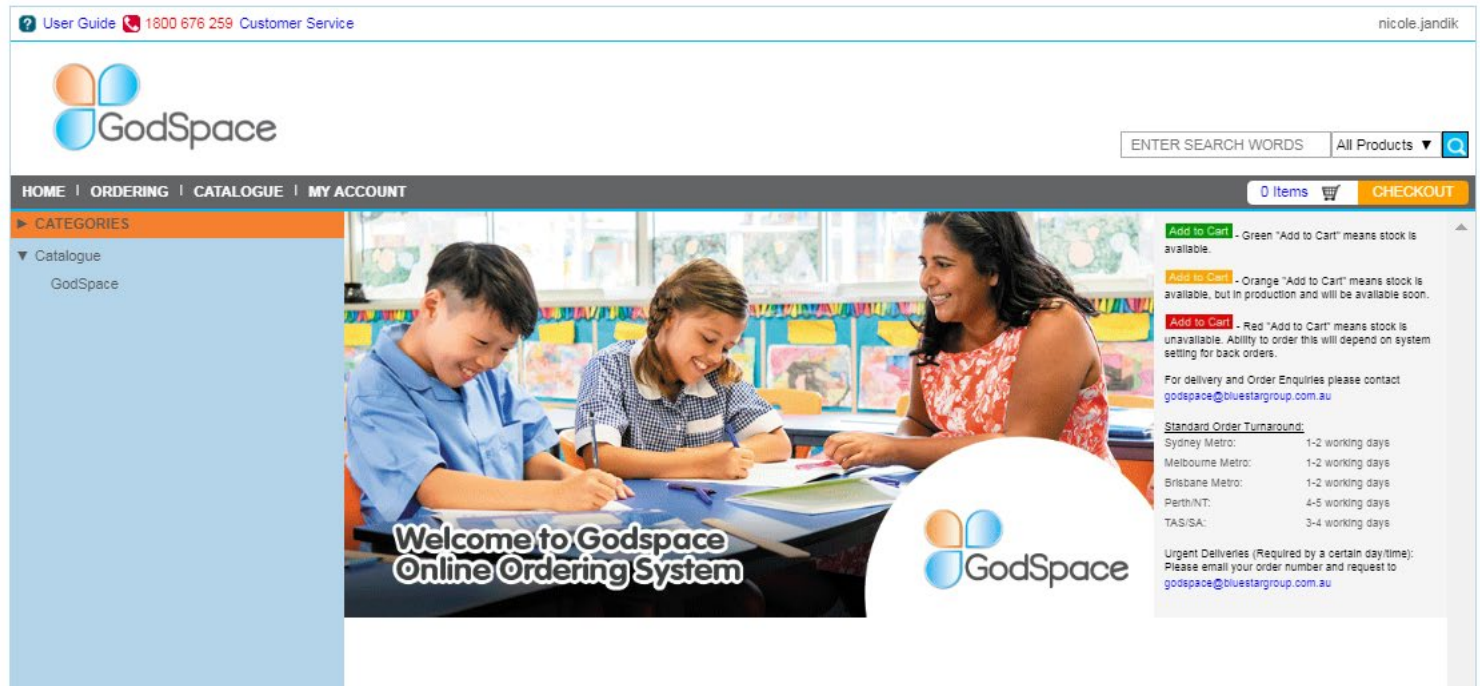 User Guide 1800 676 259 Customer Service
nicole.jandik
GodSpace
ENTER SEARCH WORDS All Products ▼
HOME | ORDERING | CATALOGUE | MY ACCOUNT
0 Items CHECKOUT
► CATEGORIES
▼ Catalogue
GodSpace
Welcome to Godspace
Online Ordering System
GodSpace
Add to Cart - Green "Add to Cart" means stock is
available.
Add to Cart - Orange "Add to Cart" means stock is
available, but in production and will be available soon.
Add to Cart - Red "Add to Cart" means stock is
unavailable. Ability to order this will depend on system
setting for back orders.
For delivery and Order Enquiries please contact
godspace@bluestargroup.com.au
Standard Order Turnaround:
Sydney Metro: 1-2 working days
Melbourne Metro: 1-2 working days
Brisbane Metro: 1-2 working days
Perth/NT: 4-5 working days
TAS/SA: 3-4 working days
Urgent Deliveries (Required by a certain day/time):
Please email your order number and request to
godspace@bluestargroup.com.au